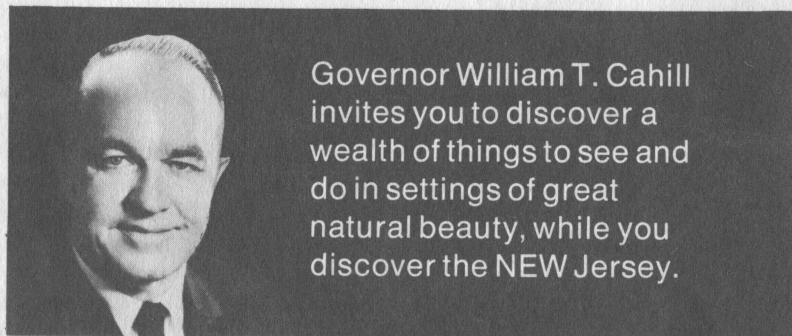 Governor William T. Cahill
invites you to discover a
wealth of things to see and
do in settings of great
natural beauty, while you
discover the NEW Jersey.